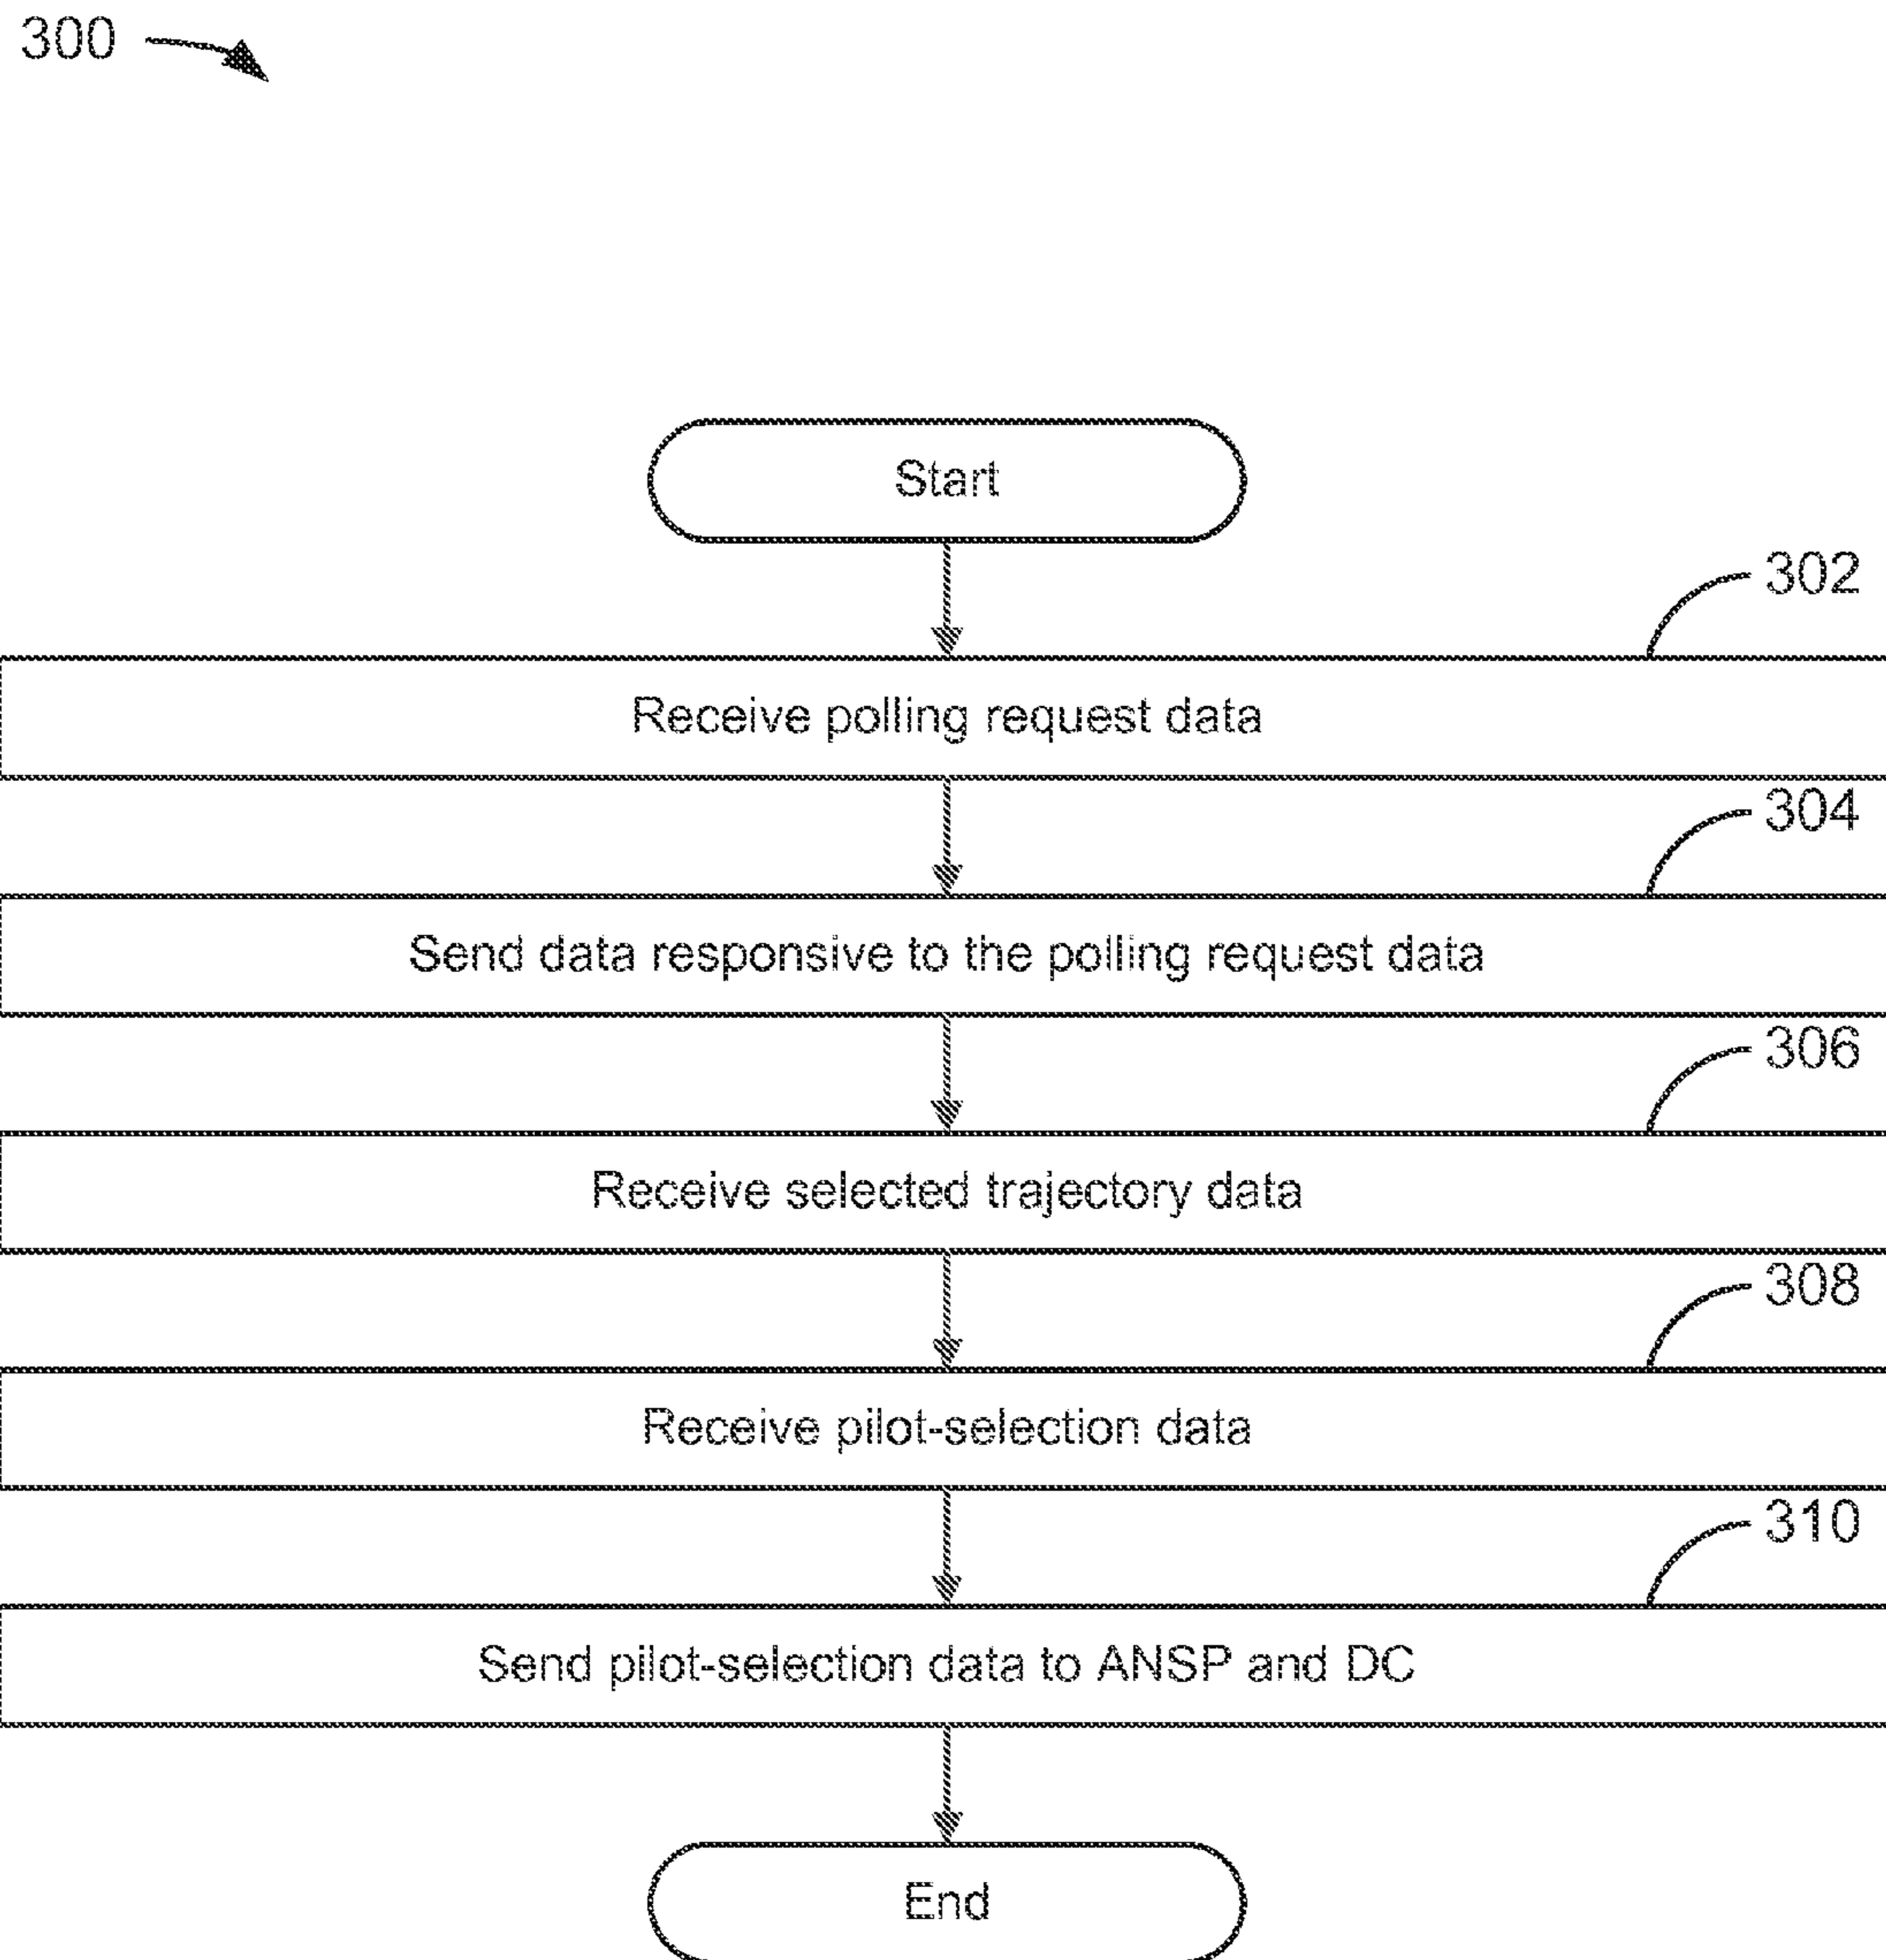 300
Start
302
Receive polling request data
304
Send data responsive to the polling request data
306
Receive selected trajectory data
308
Receive pilot-selection data
310
Send pilot-selection data to ANSP and DC
End